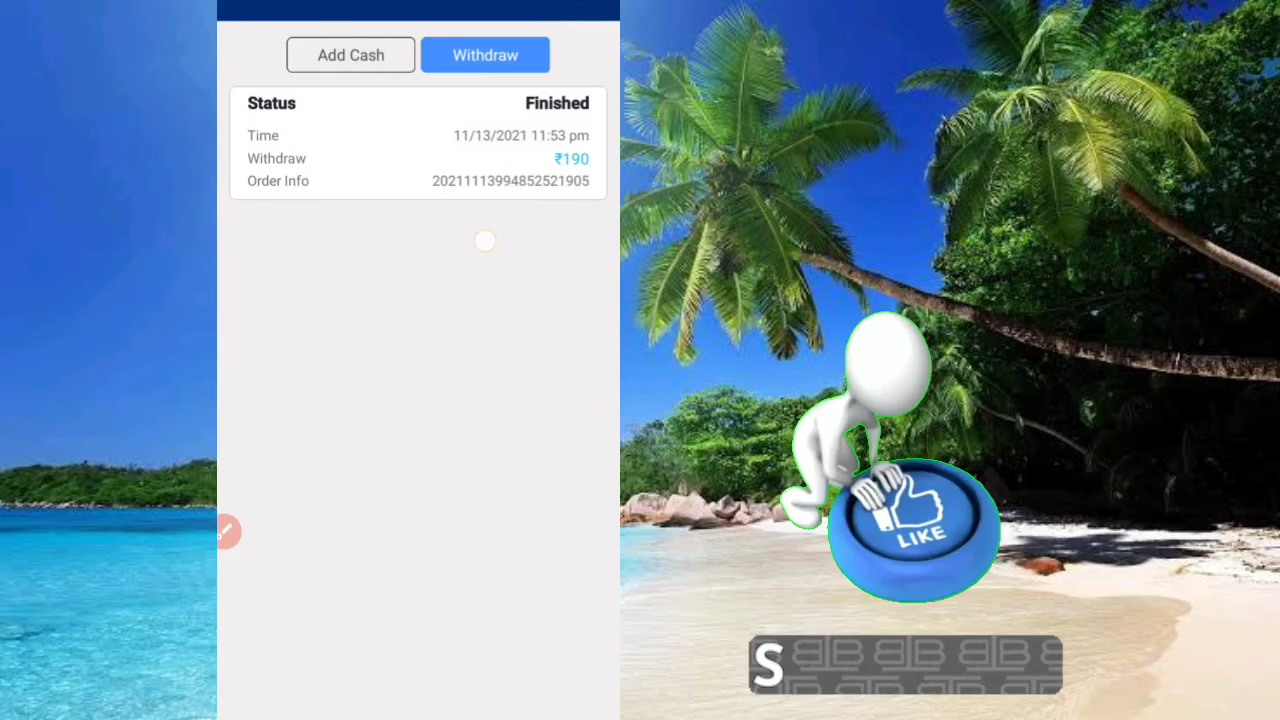 Add Cash Withdraw
Status Finished
Time 11/13/2021 11:53 pm
Withdraw ₹190
Order Info 20211113994852521905
LIKE
S